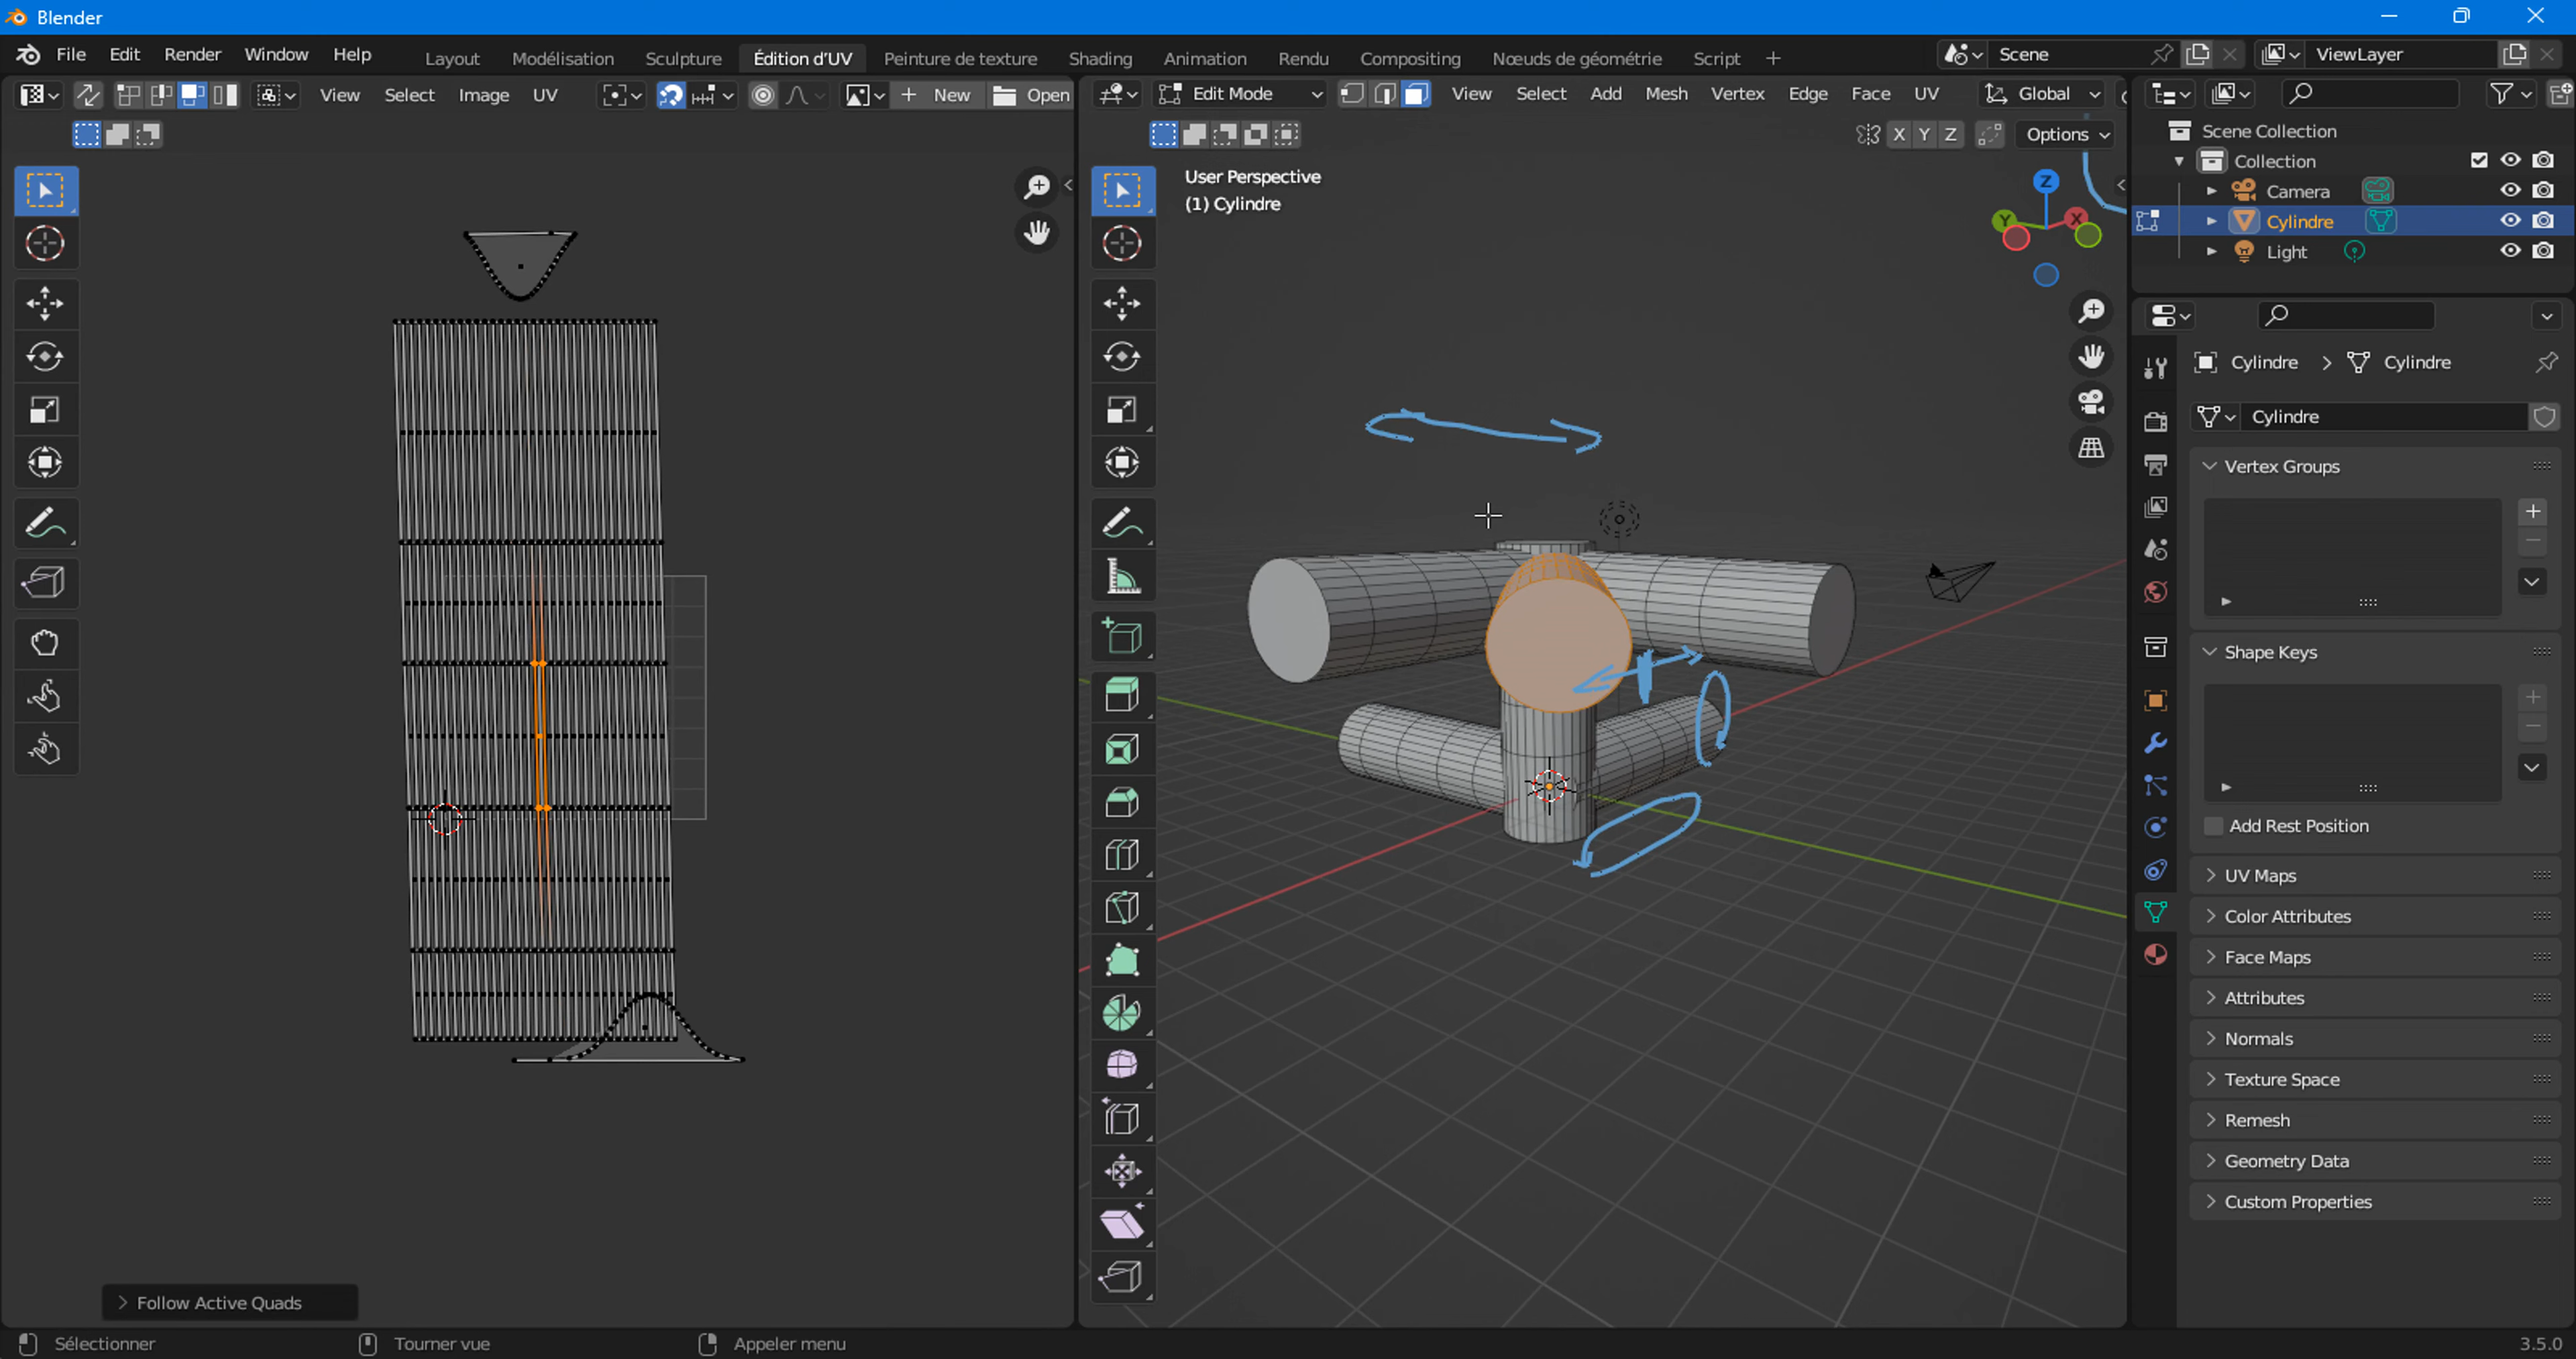 Blender
File Edit Render Window Help Layout Modélisation Sculpture Édition d'UV Peinture de texture Shading Animation Rendu Compositing Nœuds de géométrie Script + Scene ViewLayer
View Select Image UV New Open Edit Mode View Select Add Mesh Vertex Edge Face UV Global
X Y Z Options
User Perspective
(1) Cylindre
Z
Y
X
Scene Collection
Collection
Camera
Cylindre
Light
Cylindre > Cylindre
Cylindre
Vertex Groups
Shape Keys
Add Rest Position
UV Maps
Color Attributes
Face Maps
Attributes
Normals
Texture Space
Remesh
Geometry Data
Custom Properties
Follow Active Quads
Sélectionner Tourner vue Appeler menu 3.5.0